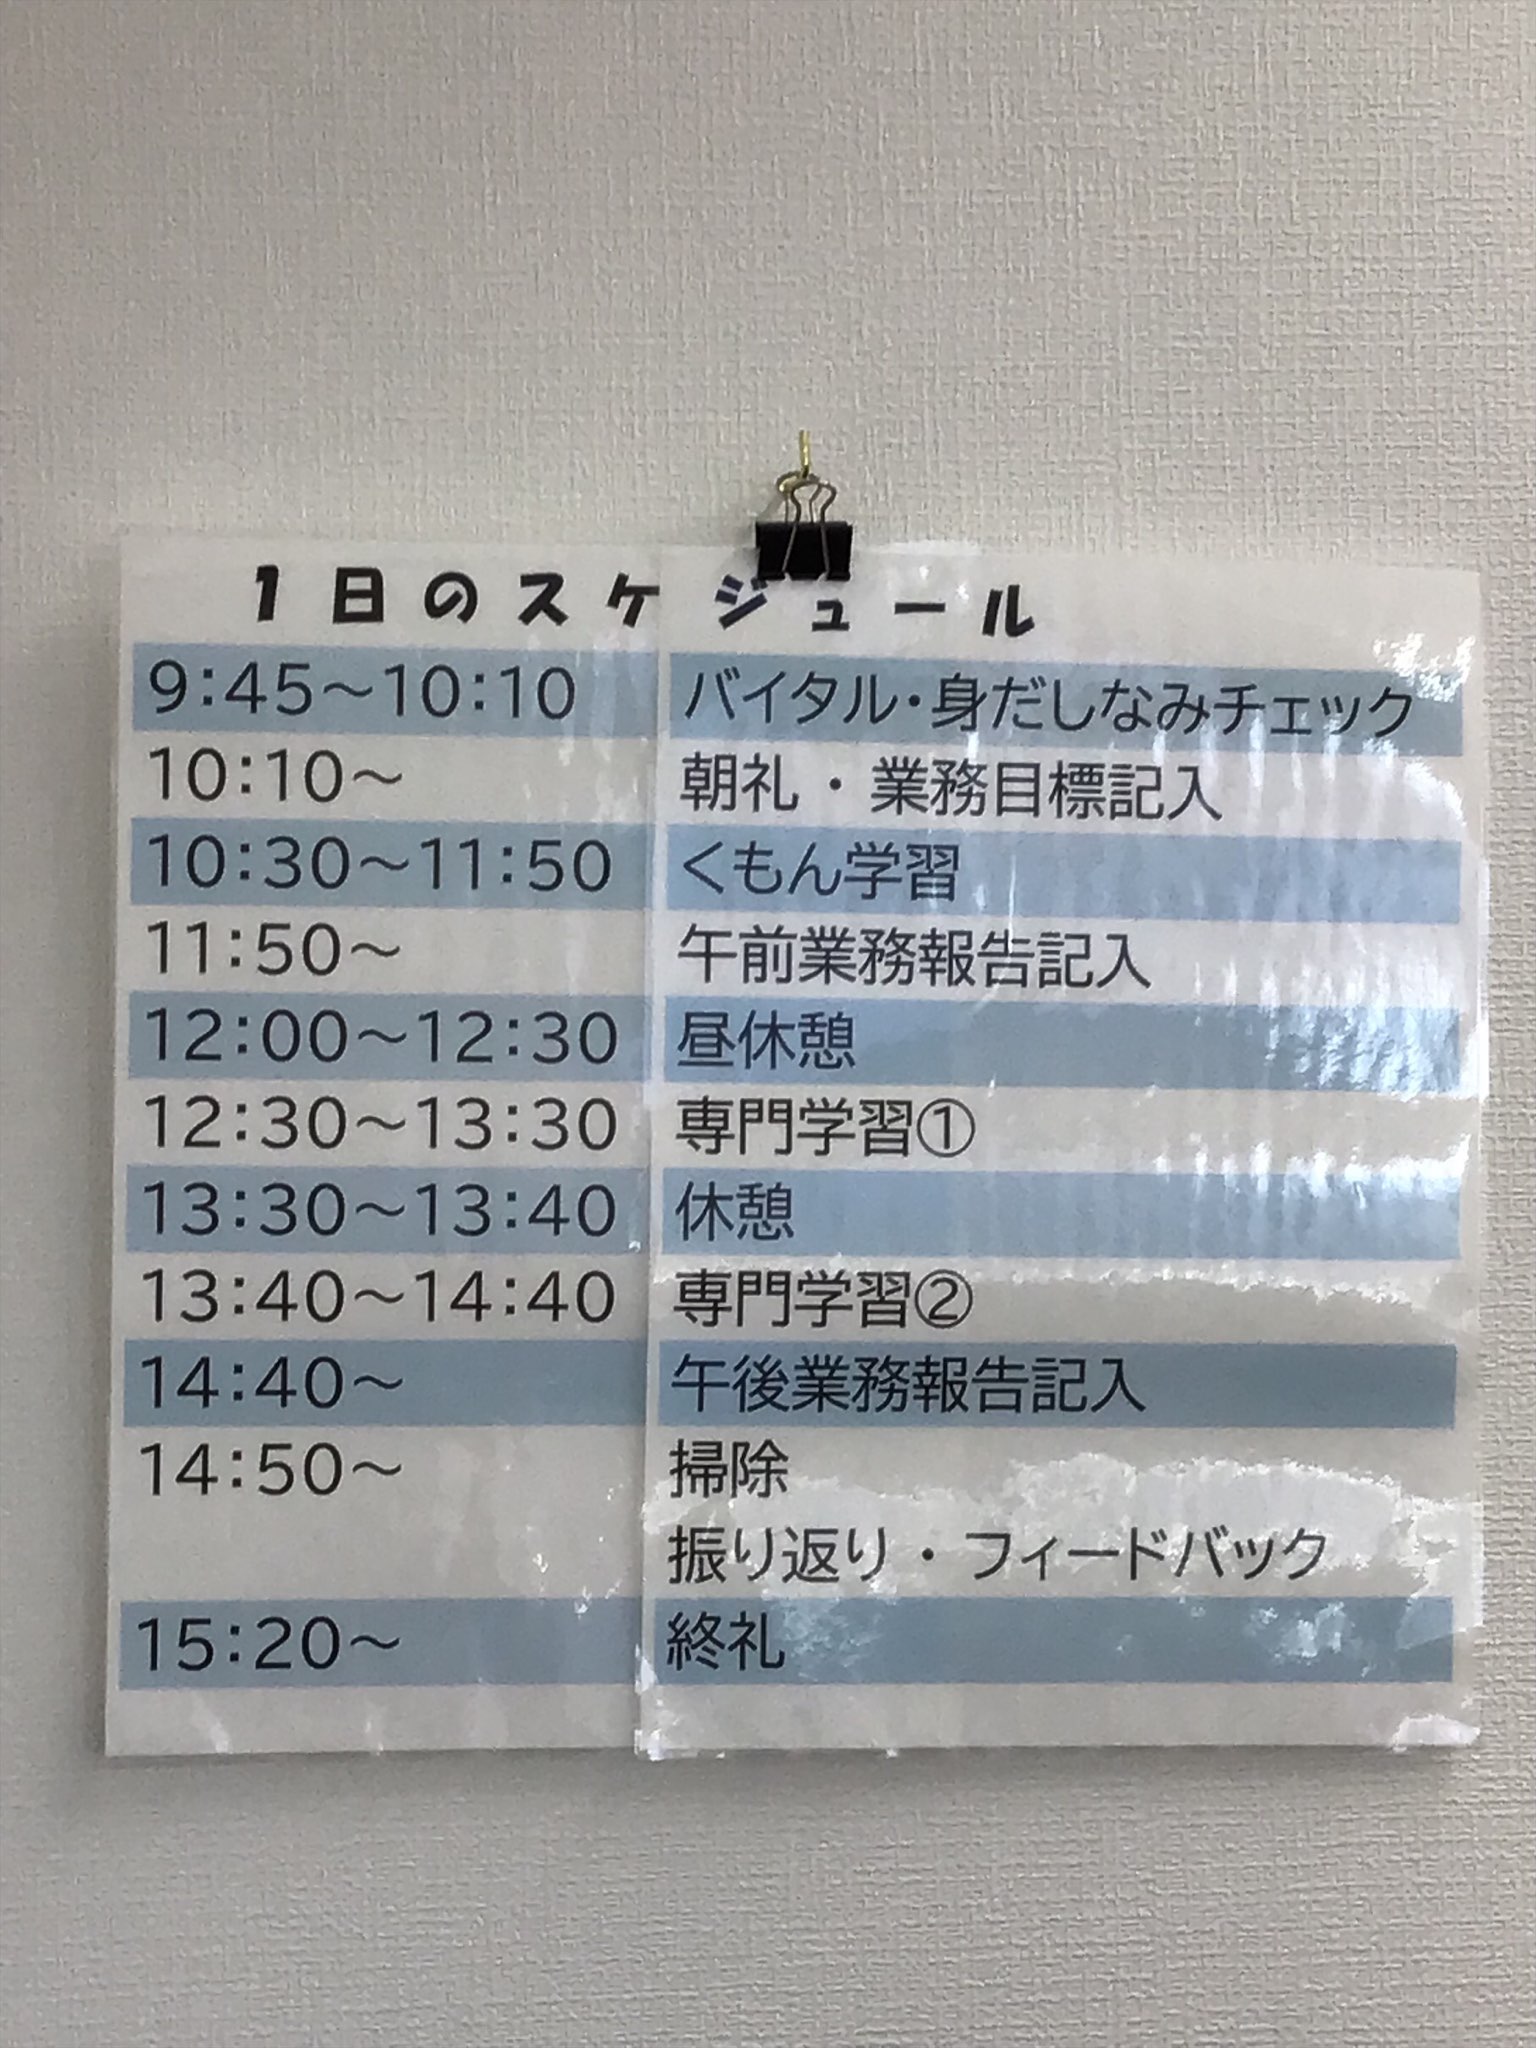 1日のスケジュール
9:45～10:10 バイタル・身だしなみチェック
10:10～ 朝礼・業務目標記入
10:30～11:50 くもん学習
11:50～ 午前業務報告記入
12:00～12:30 昼休憩
12:30～13:30 専門学習①
13:30～13:40 休憩
13:40～14:40 専門学習②
14:40～ 午後業務報告記入
14:50～ 掃除
振り返り・フィードバック
15:20～ 終礼